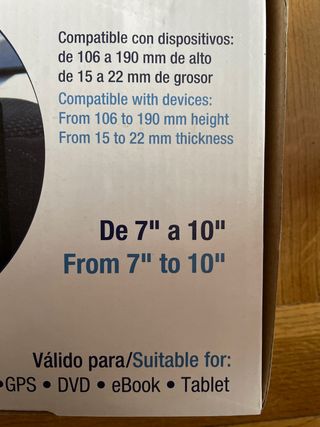 Compatible con dispositivos:
de 106 a 190 mm de alto
de 15 a 22 mm de grosor
Compatible with devices:
From 106 to 190 mm height
From 15 to 22 mm thickness
De 7" a 10"
From 7" to 10"
Válido para/Suitable for:
•GPS • DVD • eBook • Tablet